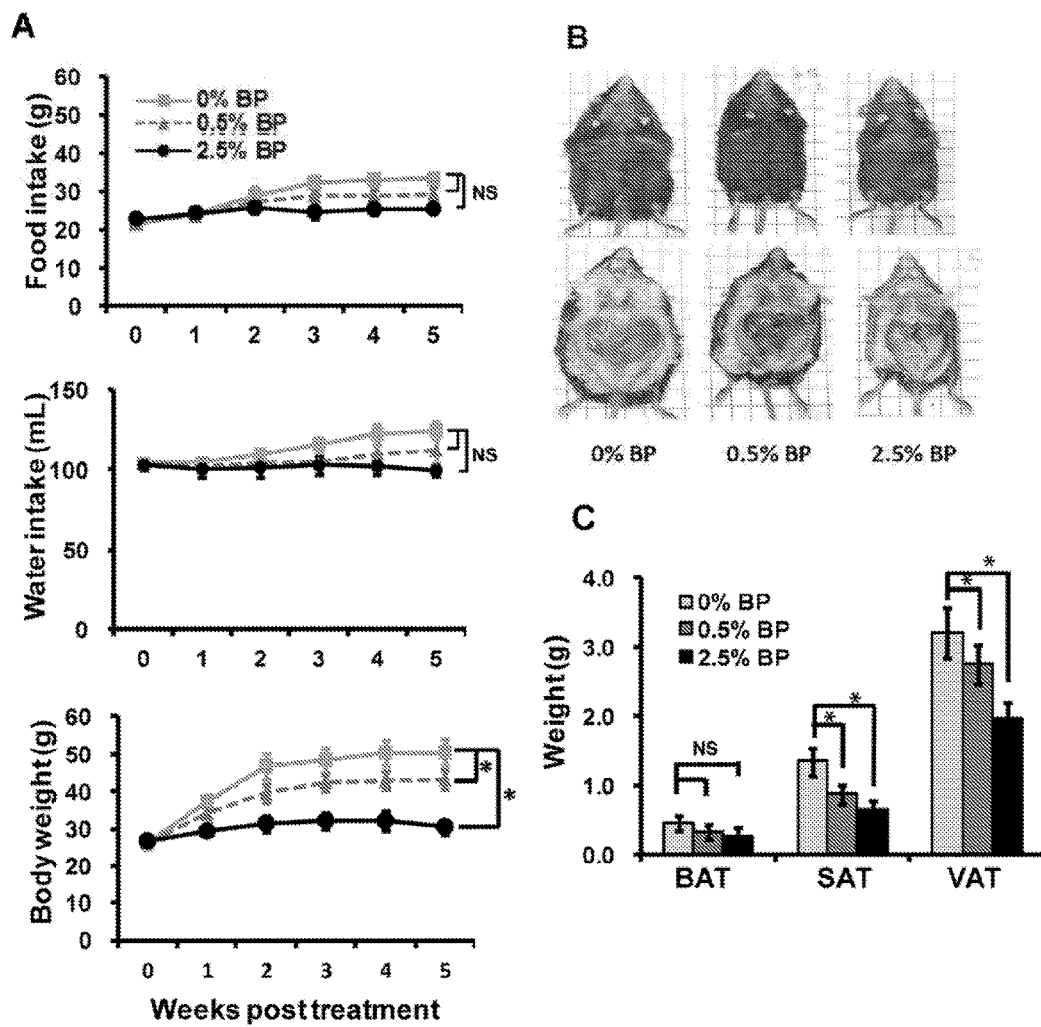 A
60
50
40
30
20
10
0
Food intake (g)
0% BP
0.5% BP
2.5% BP
NS
0 1 2 3 4 5
150
100
50
0
Water intake (mL)
NS
0 1 2 3 4 5
60
50
40
30
20
10
0
Body weight (g)
*
*
0 1 2 3 4 5
Weeks post treatment
B
0% BP 0.5% BP 2.5% BP
C
4.0
3.0
2.0
1.0
0.0
Weight (g)
0% BP
0.5% BP
2.5% BP
NS
*
*
*
*
BAT SAT VAT